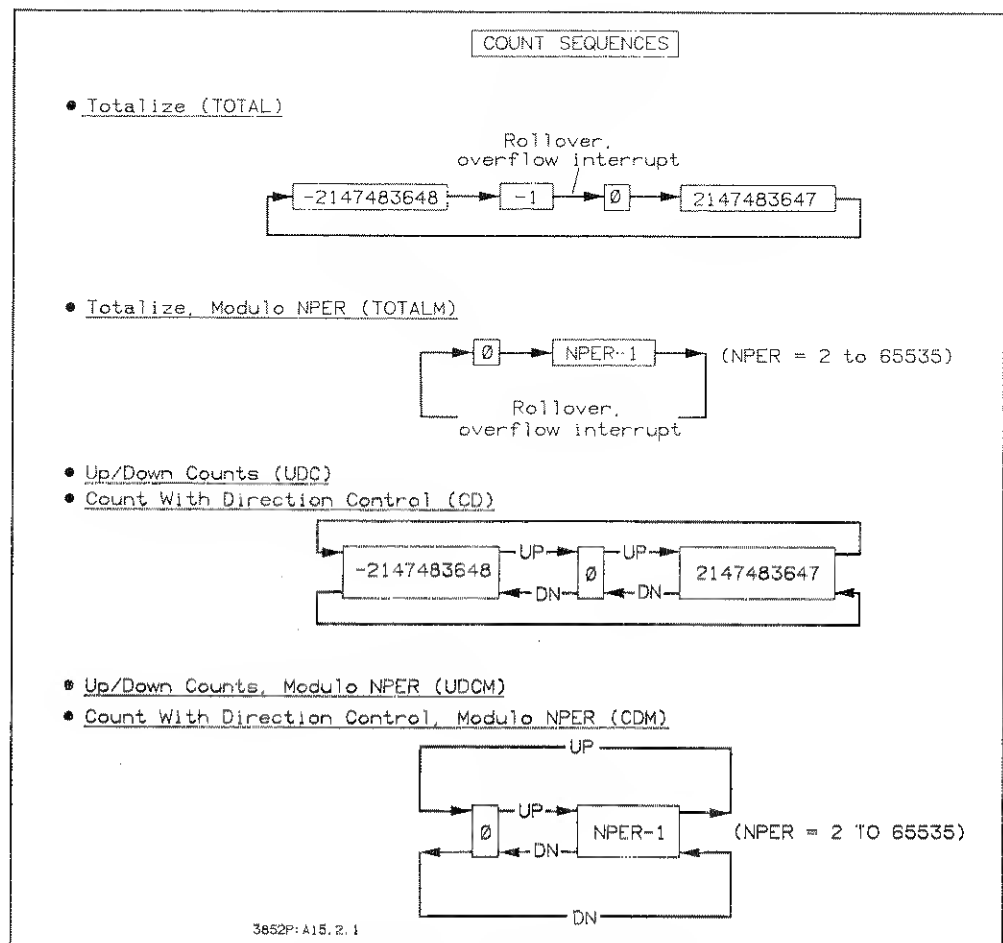 COUNT SEQUENCES
• Totalize (TOTAL)
Rollover,
overflow interrupt
-2147483648 -1 Ø 2147483647
• Totalize, Modulo NPER (TOTALM)
Ø NPER-1 (NPER = 2 to 65535)
Rollover,
overflow interrupt
• Up/Down Counts (UDC)
• Count With Direction Control (CD)
UP UP
-2147483648 Ø 2147483647
DN DN
• Up/Down Counts, Modulo NPER (UDCM)
• Count With Direction Control, Modulo NPER (CDM)
UP
UP
Ø NPER-1 (NPER = 2 TO 65535)
DN
DN
3852P:A15.2.1